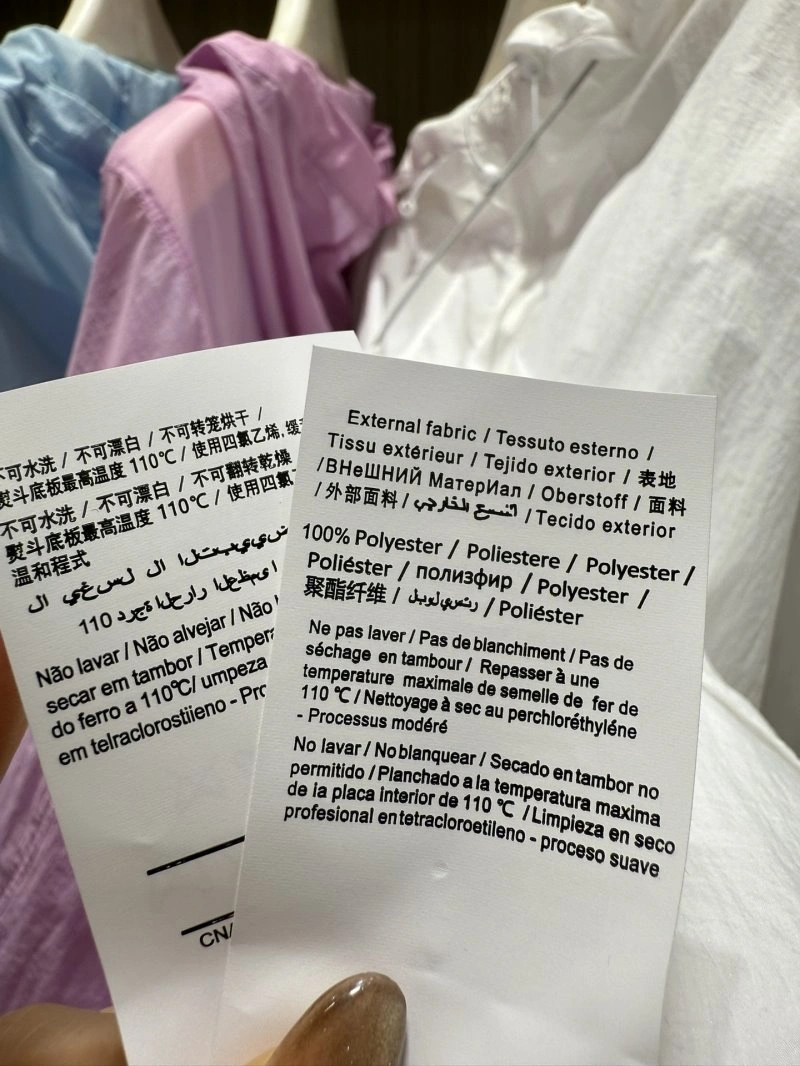 不可水洗 / 不可漂白 / 不可转笼烘干 /
熨斗底板最高温度 110℃ / 使用四氯乙烯,
不可水洗 / 不可漂白 / 不可翻转乾燥
熨斗底板最高温度 110℃ / 使用四氯
温和程式
110
Não lavar / Não alvejar / Não
secar em tambor / Tempera
do ferro a 110℃/ umpeza
em telraclorostiieno - Pro
CN/
External fabric / Tessuto esterno /
Tissu extérieur / Tejido exterior / 表地
/ВНеШНИЙ МатерИал / Oberstoff / 面料
/ 外部面料 / / Tecido exterior
100% Polyester / Poliestere / Polyester /
Poliéster / полизфир / Polyester /
聚酯纤维 / / Poliéster
Ne pas laver / Pas de blanchiment / Pas de
séchage en tambour / Repasser à une
temperature maximale de semelle de fer de
110 ℃ / Nettoyage à sec au perchloréthyléne
- Processus modéré
No lavar / No blanquear / Secado en tambor no
permitido / Planchado a la temperatura maxima
de ia placa interior de 110 ℃ / Limpieza en seco
profesional en tetracloroetileno - proceso suave